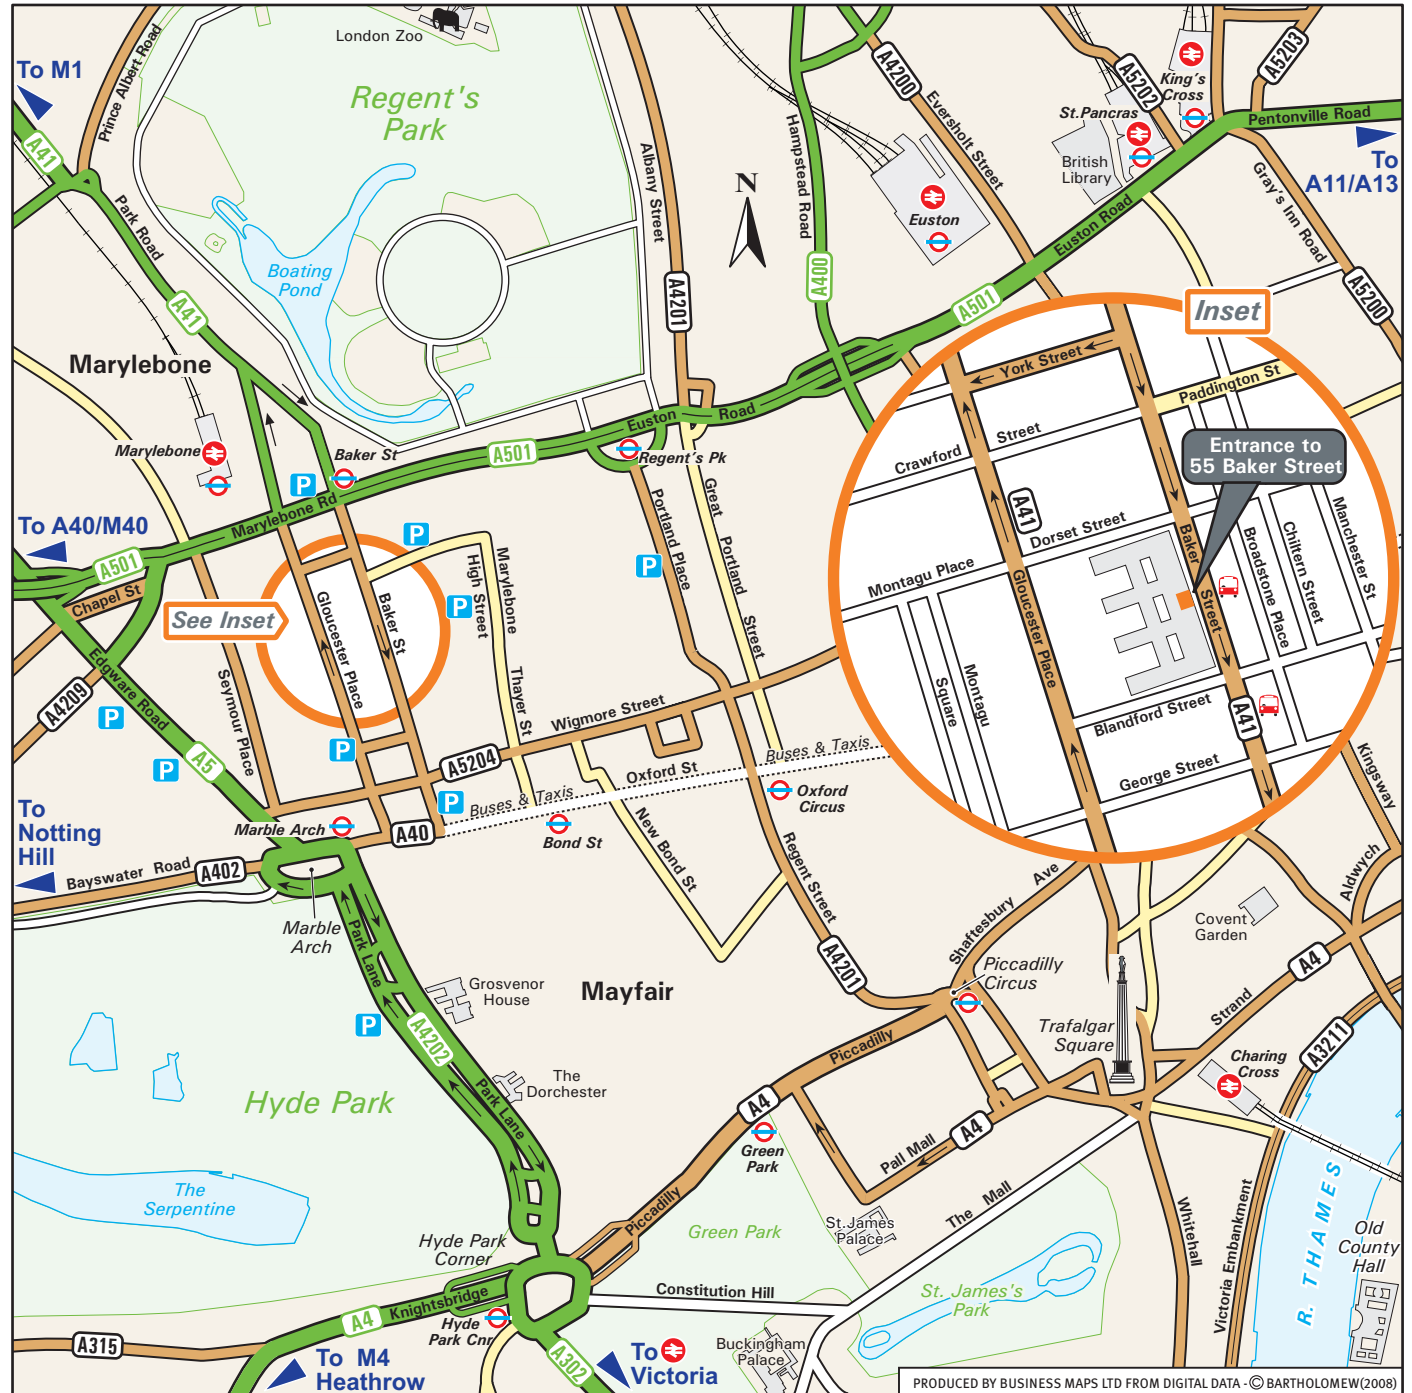 London Zoo
To M1
Prince Albert Road
Regent's
Park
A4200
A5202
King's
Cross
A5203
St.Pancras
Pentonville Road
To
A11/A13
A41
Park Road
Albany Street
Hampstead Road
Eversholt Street
British
Library
Gray's Inn Road
N
Euston
Euston Road
Boating
Pond
A41
A4201
A400
A501
A5200
Inset
Marylebone
York Street
Paddington St
Marylebone
Baker St
A501
Euston Road
Regent's Pk
Crawford Street
Entrance to
55 Baker Street
To A40/M40
A501
Marylebone Rd
P
P
P
P
Portland Place
Great Portland Street
A41
Dorset Street
Montagu Place
Baker Street
Broadstone Place
Chiltern Street
Manchester St
Chapel St
See Inset
Gloucester Place
Baker St
Marylebone
High Street
Gloucester Place
Montagu
Square
A4209
Edgware Road
Seymour Place
Thayer St
Wigmore Street
Blandford Street
A41
P
P
P
P
A5
A5204
Oxford St
Buses & Taxis
Buses & Taxis
George Street
Kingsway
To
Notting
Hill
Marble Arch
A40
Bond St
Oxford
Circus
New Bond St
Regent Street
Bayswater Road
A402
Marble
Arch
Park Lane
Shaftesbury Ave
Aldwych
Covent
Garden
Grosvenor
House
Mayfair
A4201
Piccadilly
Circus
A4
Strand
P
A4202
Trafalgar
Square
A3211
Piccadilly
Charing
Cross
Hyde Park
Park Lane
The
Dorchester
A4
Green
Park
Pall Mall
A4
The
Serpentine
Piccadilly
Green Park
St.James
Palace
The Mall
Whitehall
Victoria Embankment
R. THAMES
Old
County
Hall
Hyde Park
Corner
Constitution Hill
St. James's
Park
A4
Knightsbridge
Hyde
Park Cnr
A315
To M4
Heathrow
A302
To
Victoria
Buckingham
Palace
PRODUCED BY BUSINESS MAPS LTD FROM DIGITAL DATA - © BARTHOLOMEW(2008)